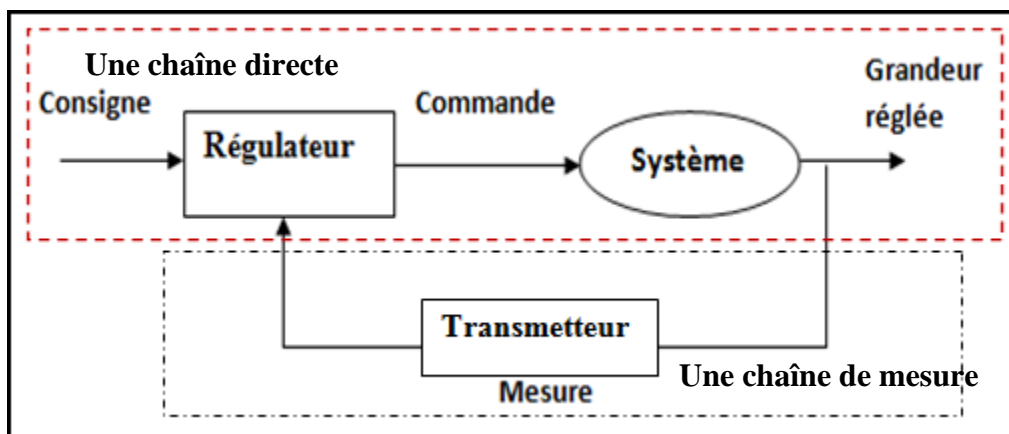 Une chaîne directe
Consigne
Régulateur
Commande
Système
Grandeur
réglée
Transmetteur
Mesure
Une chaîne de mesure